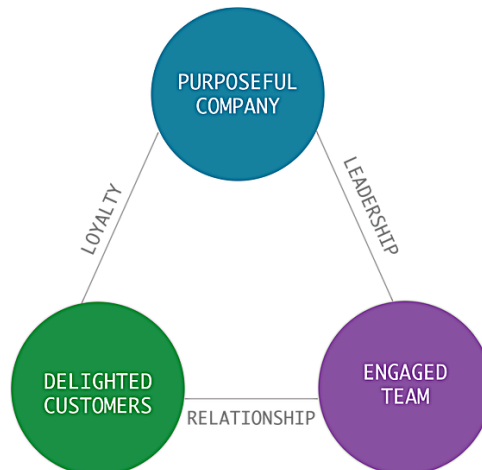 PURPOSEFUL
COMPANY
LOYALTY
LEADERSHIP
DELIGHTED
CUSTOMERS
ENGAGED
TEAM
RELATIONSHIP